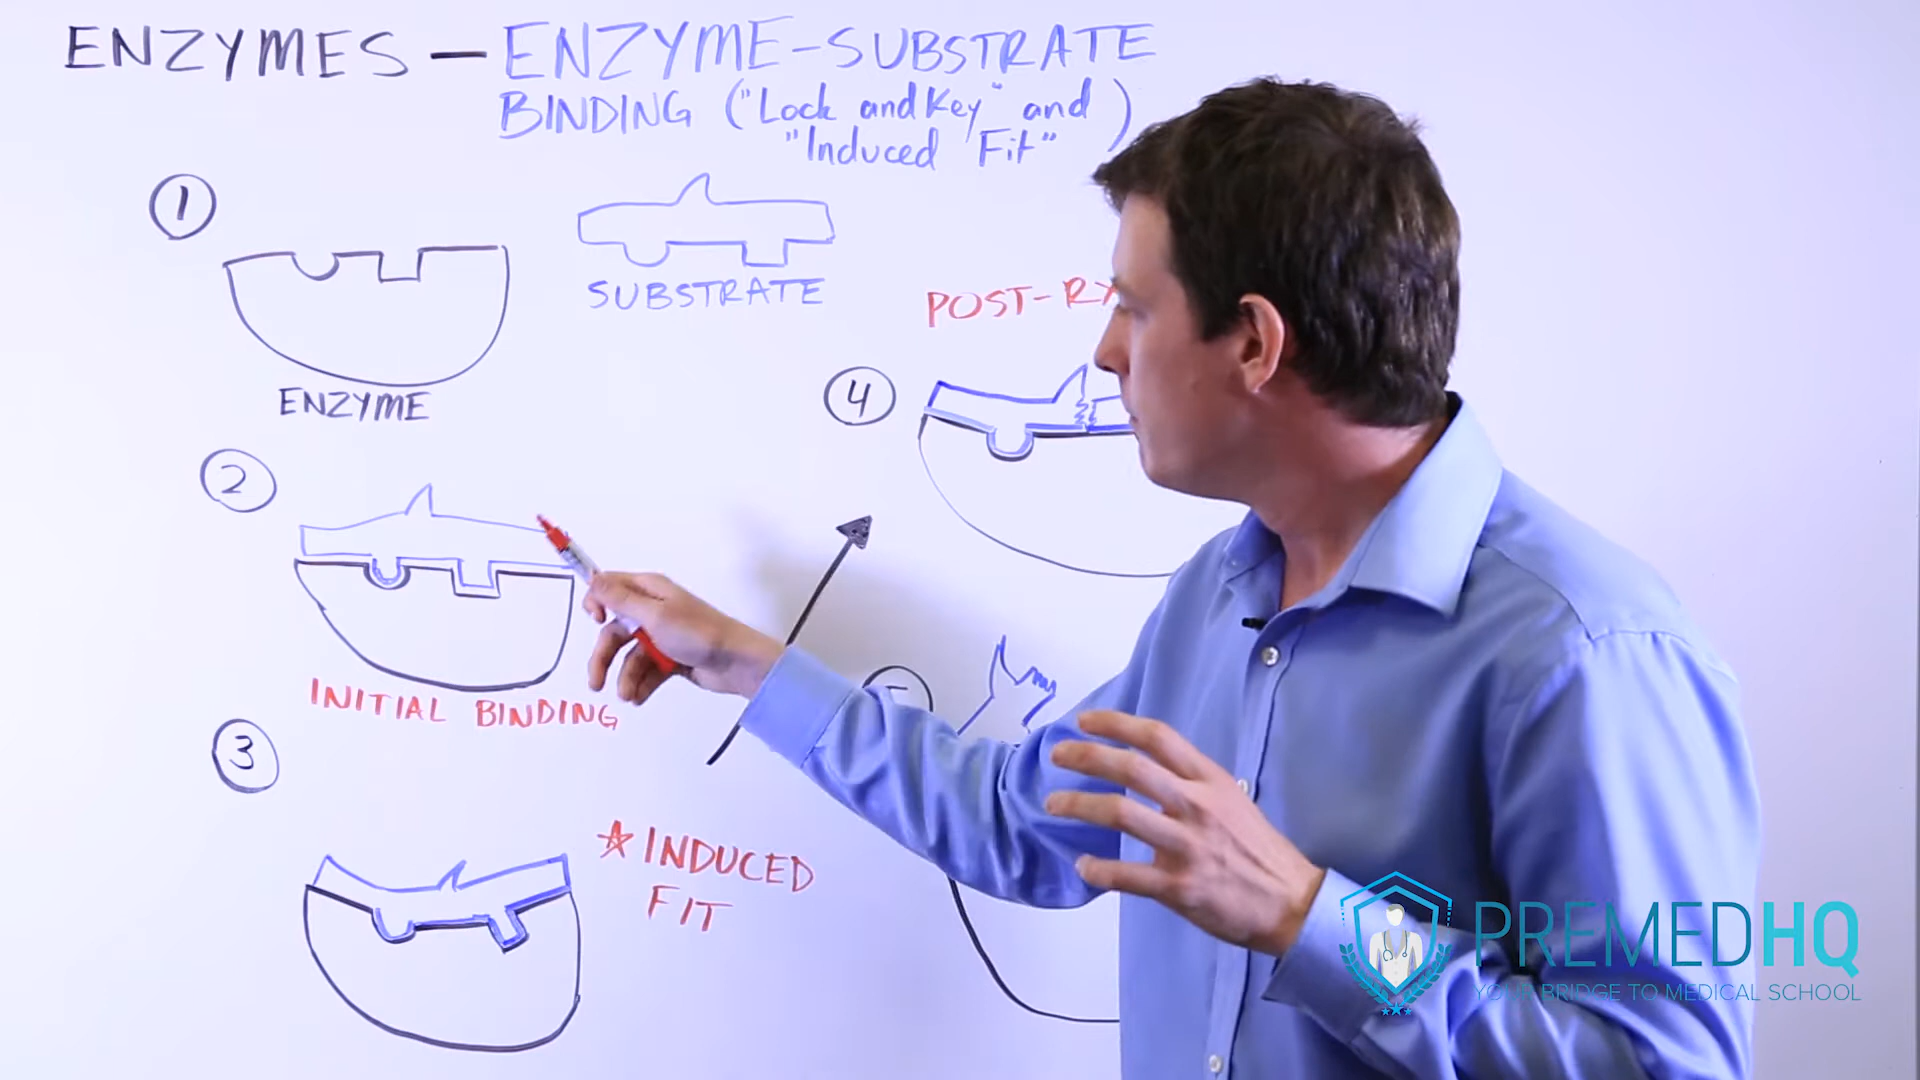 ENZYMES — ENZYME-SUBSTRATE
BINDING ("Lock and Key" and
"Induced Fit" )
1
SUBSTRATE
ENZYME
POST-RX
4
2
INITIAL BINDING
3
★ INDUCED
FIT
PREMEDHQ
YOUR BRIDGE TO MEDICAL SCHOOL